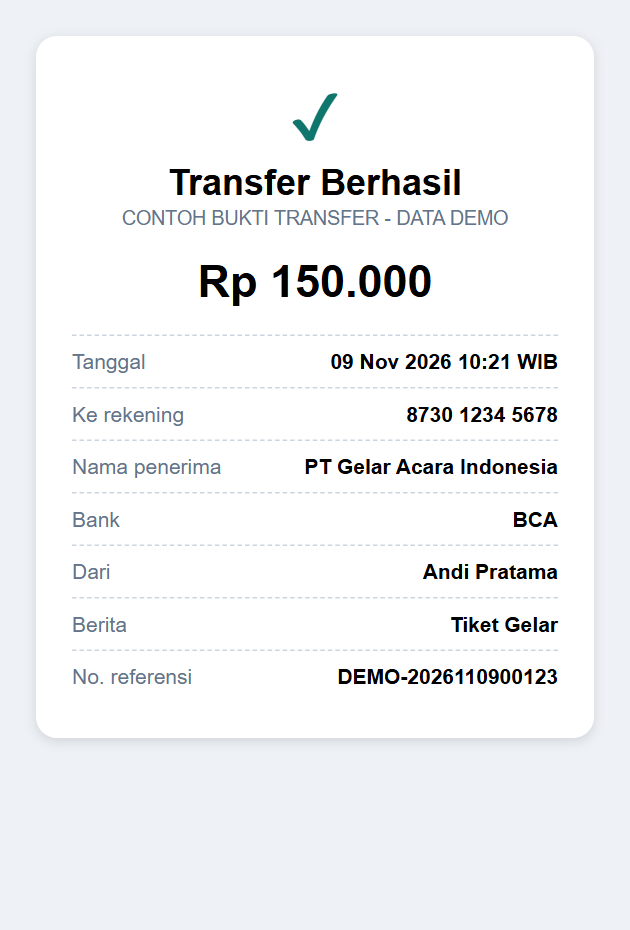 Transfer Berhasil
CONTOH BUKTI TRANSFER - DATA DEMO
Rp 150.000
Tanggal 09 Nov 2026 10:21 WIB
Ke rekening 8730 1234 5678
Nama penerima PT Gelar Acara Indonesia
Bank BCA
Dari Andi Pratama
Berita Tiket Gelar
No. referensi DEMO-2026110900123